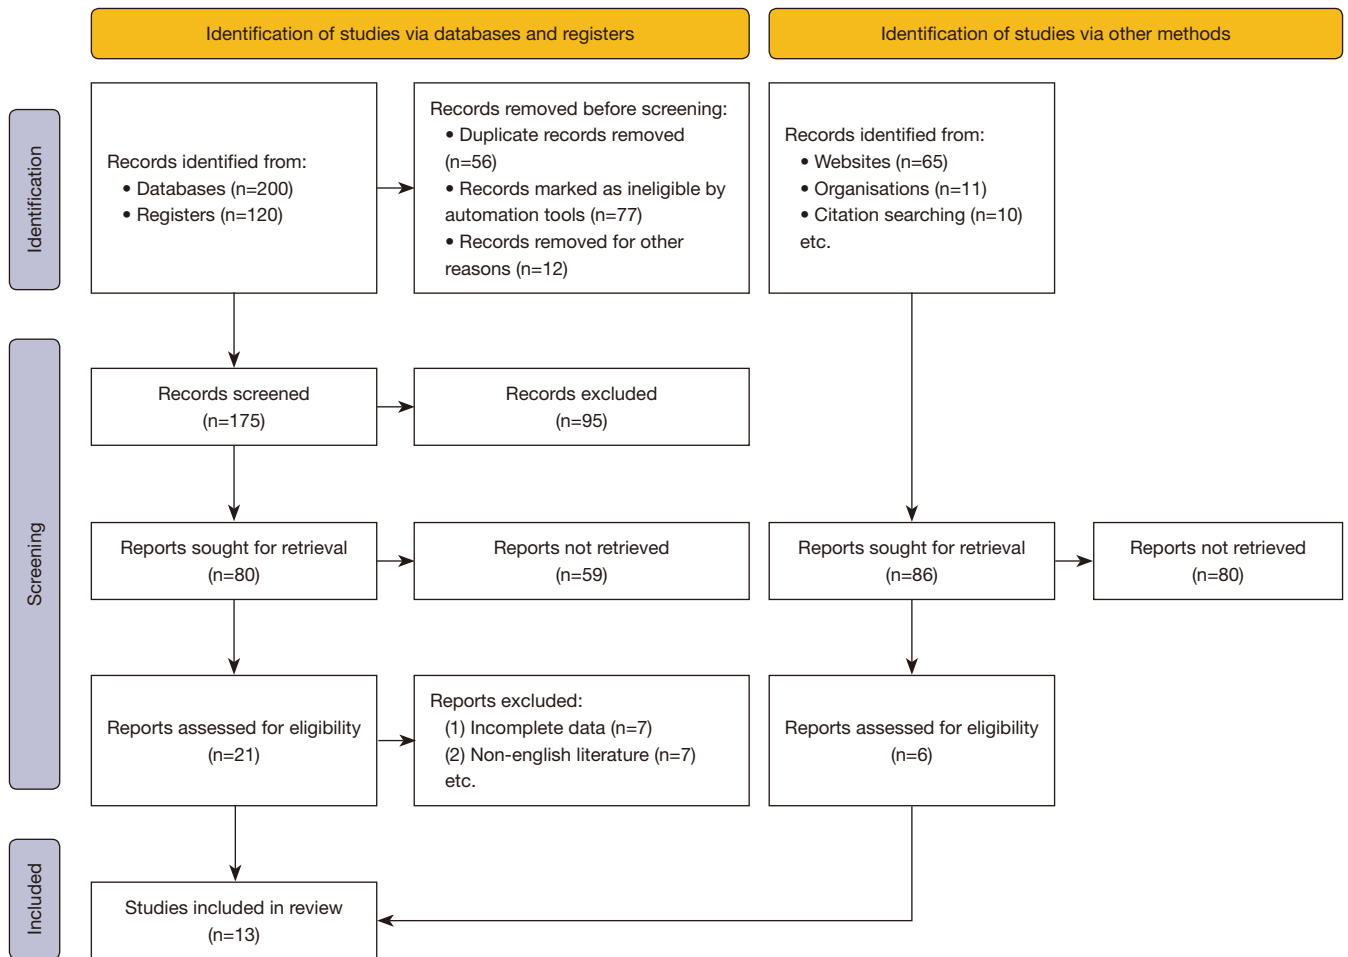 Identification of studies via databases and registers
Identification of studies via other methods
Identification
Records identified from:
• Databases (n=200)
• Registers (n=120)
Records removed before screening:
• Duplicate records removed
(n=56)
• Records marked as ineligible by
automation tools (n=77)
• Records removed for other
reasons (n=12)
Records identified from:
• Websites (n=65)
• Organisations (n=11)
• Citation searching (n=10)
etc.
Screening
Records screened
(n=175)
Records excluded
(n=95)
Reports sought for retrieval
(n=80)
Reports not retrieved
(n=59)
Reports sought for retrieval
(n=86)
Reports not retrieved
(n=80)
Reports assessed for eligibility
(n=21)
Reports excluded:
(1) Incomplete data (n=7)
(2) Non-english literature (n=7)
etc.
Reports assessed for eligibility
(n=6)
Included
Studies included in review
(n=13)